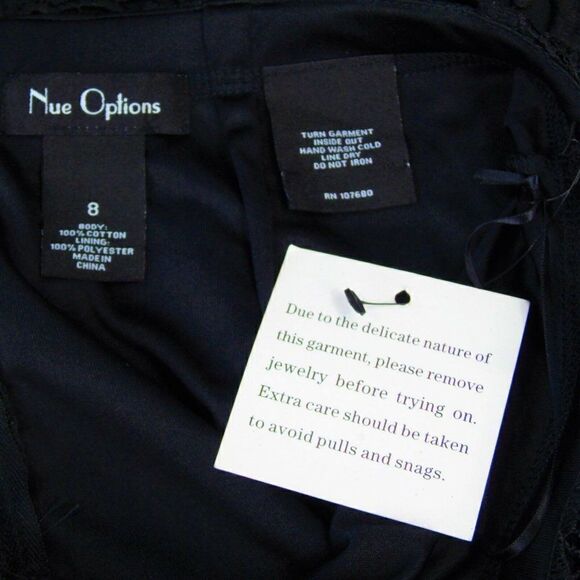 Nue Options
8
BODY:
100% COTTON
LINING:
100% POLYESTER
MADE IN
CHINA
TURN GARMENT
INSIDE OUT
HAND WASH COLD
LINE DRY
DO NOT IRON
RN 107680
Due to the delicate nature of
this garment, please remove
jewelry before trying on.
Extra care should be taken
to avoid pulls and snags.